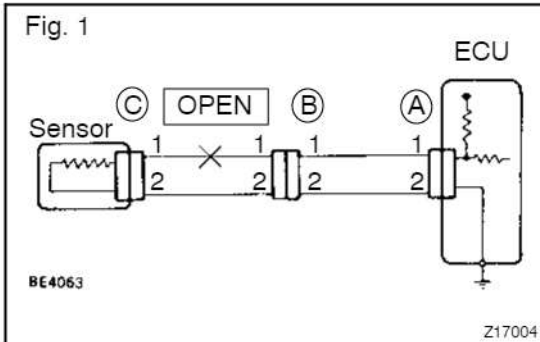 Fig. 1
ECU
C OPEN B A
Sensor
1 1 1 1
2 2 2 2
BE4063
Z17004